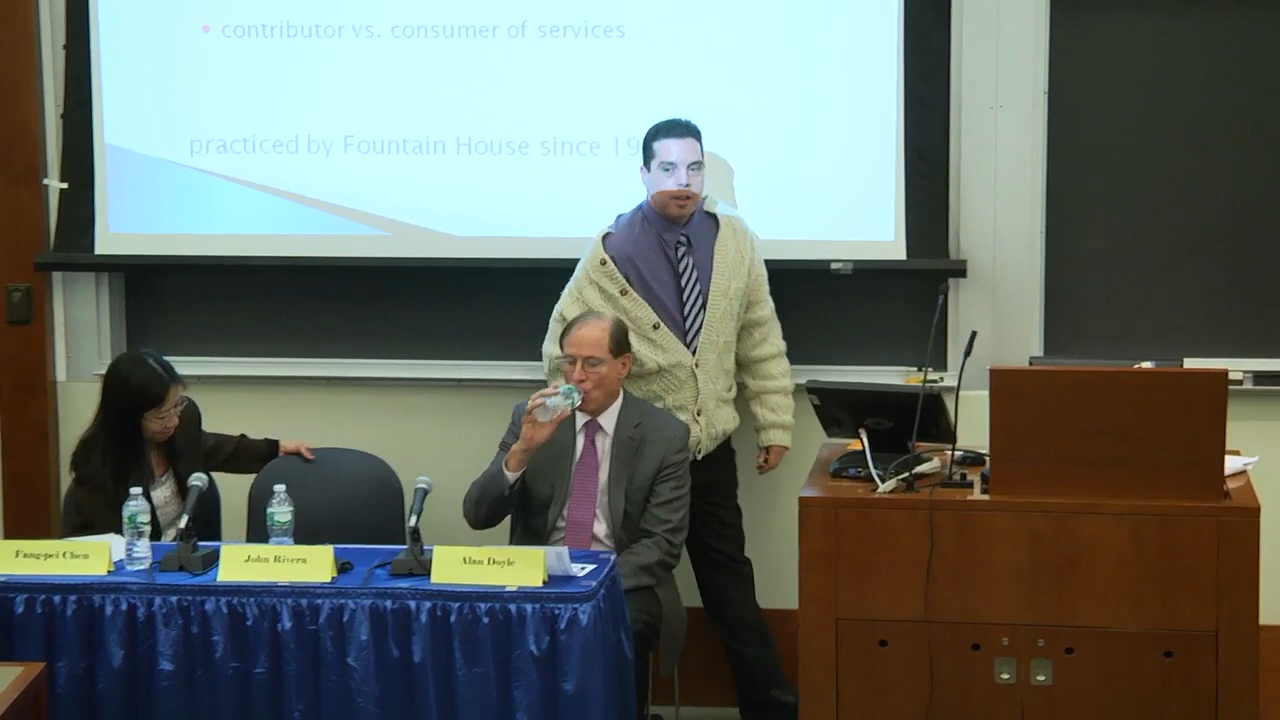 contributor vs. consumer of services
practiced by Fountain House since 19
Fang-pei Chen
John Rivera
Alan Doyle